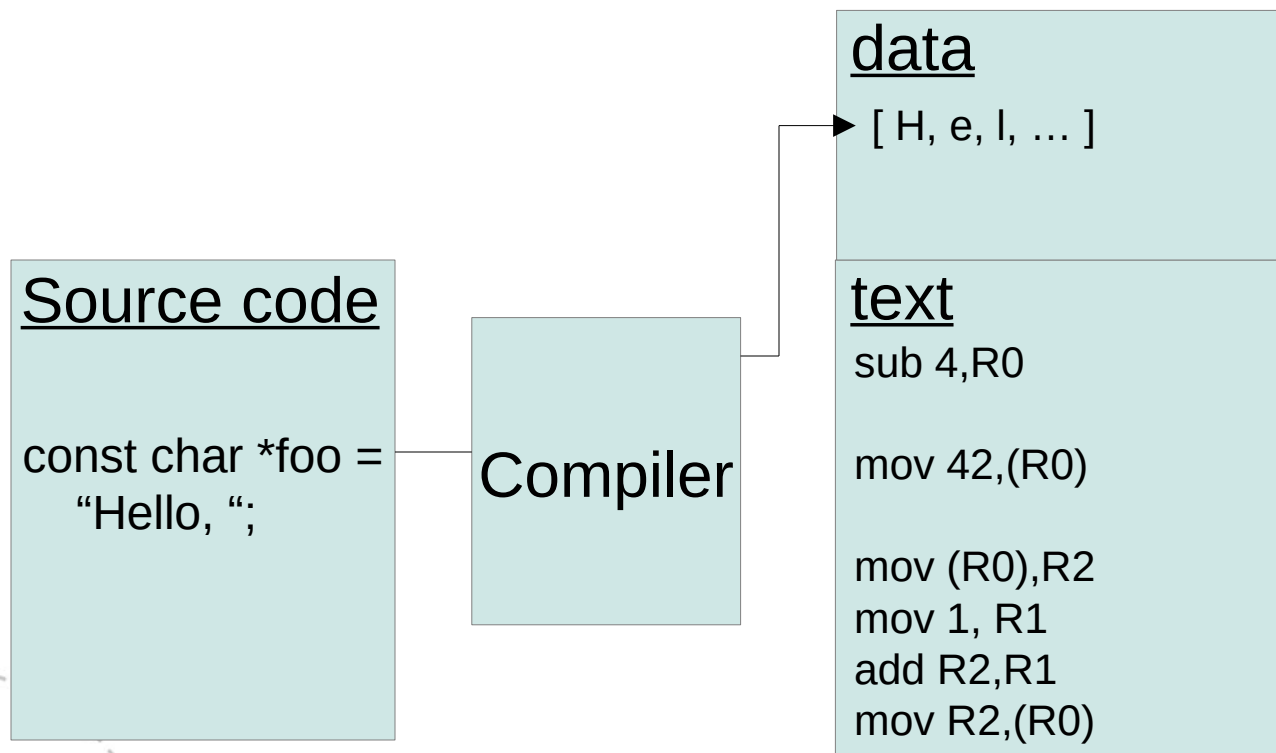 Source code
const char *foo =
“Hello, “;
Compiler
data
[ H, e, l, … ]
text
sub 4,R0
mov 42,(R0)
mov (R0),R2
mov 1, R1
add R2,R1
mov R2,(R0)